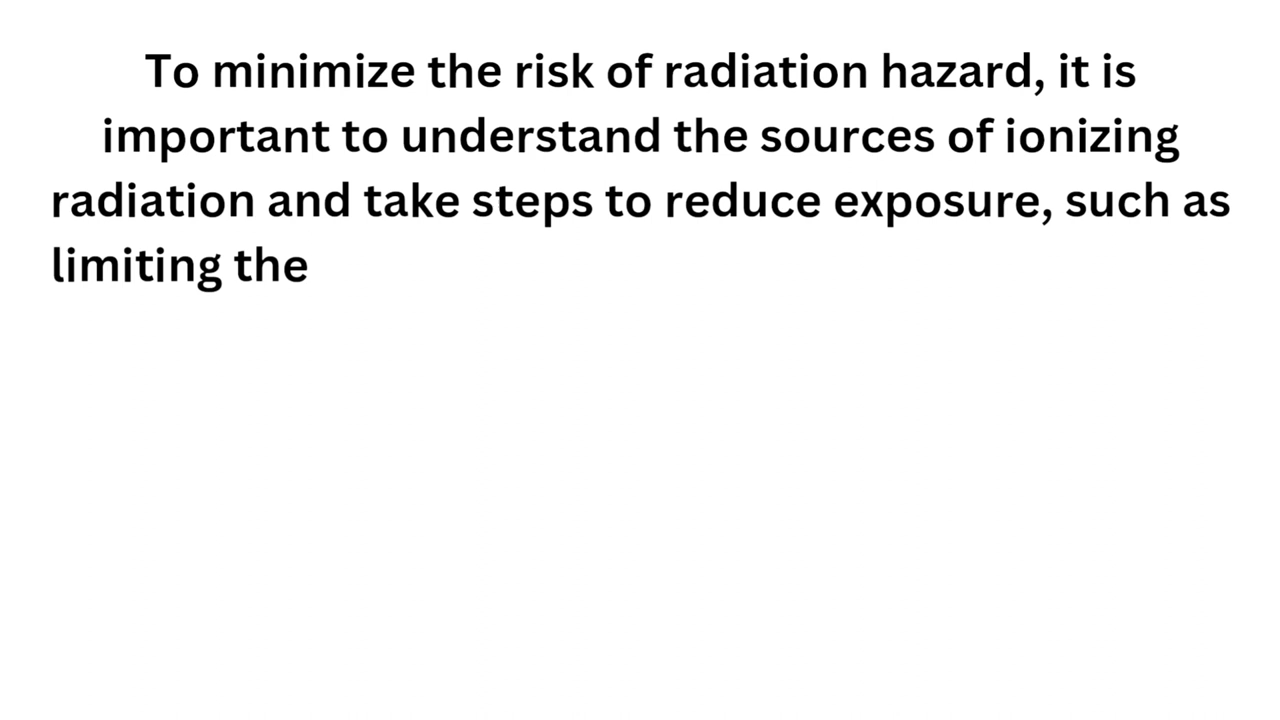 To minimize the risk of radiation hazard, it is
important to understand the sources of ionizing
radiation and take steps to reduce exposure, such as
limiting the